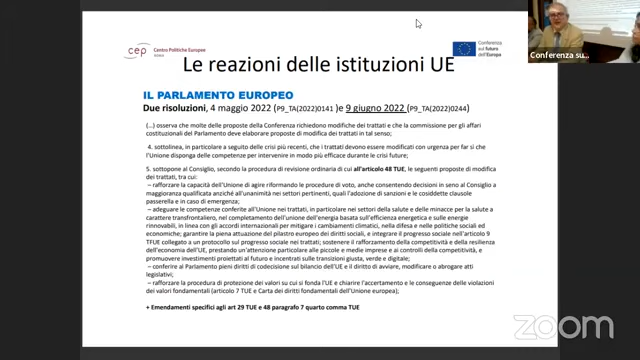 cep
Centro Politiche Europee
ROMA
Conferenza
sul futuro
dell'Europa
Conferenza su...
Le reazioni delle istituzioni UE
IL PARLAMENTO EUROPEO
Due risoluzioni, 4 maggio 2022 (P9_TA(2022)0141 )e 9 giugno 2022 (P9_TA(2022)0244)
(...) osserva che molte delle proposte della Conferenza richiedono modifiche dei trattati e che la commissione per gli affari
costituzionali del Parlamento deve elaborare proposte di modifica dei trattati in tal senso;
4. sottolinea, in particolare a seguito delle crisi più recenti, che i trattati devono essere modificati con urgenza per far sì che
l'Unione disponga delle competenze per intervenire in modo più efficace durante le crisi future;
5. sottopone al Consiglio, secondo la procedura di revisione ordinaria di cui all'articolo 48 TUE, le seguenti proposte di modifica
dei trattati, tra cui:
– rafforzare la capacità dell'Unione di agire riformando le procedure di voto, anche consentendo decisioni in seno al Consiglio a
maggioranza qualificata anziché all'unanimità nei settori pertinenti, quali l'adozione di sanzioni e le cosiddette clausole
passerella e in caso di emergenza;
– adeguare le competenze conferite all'Unione nei trattati, in particolare nei settori della salute e delle minacce per la salute a
carattere transfrontaliero, nel completamento dell'unione dell'energia basata sull'efficienza energetica e sulle energie
rinnovabili, in linea con gli accordi internazionali per mitigare i cambiamenti climatici, nella difesa e nelle politiche sociali ed
economiche; garantire la piena attuazione del pilastro europeo dei diritti sociali, e integrare il progresso sociale nell'articolo 9
TFUE collegato a un protocollo sul progresso sociale nei trattati; sostenere il rafforzamento della competitività e della resilienza
dell'economia dell'UE, prestando un'attenzione particolare alle piccole e medie imprese e ai controlli della competitività, e
promuovere investimenti proiettati al futuro e incentrati sulle transizioni giusta, verde e digitale;
– conferire al Parlamento pieni diritti di codecisione sul bilancio dell'UE e il diritto di avviare, modificare o abrogare atti
legislativi;
– rafforzare la procedura di protezione dei valori su cui si fonda l'UE e chiarire l'accertamento e le conseguenze delle violazioni
dei valori fondamentali (articolo 7 TUE e Carta dei diritti fondamentali dell'Unione europea);
+ Emendamenti specifici agli art 29 TUE e 48 paragrafo 7 quarto comma TUE
zoom